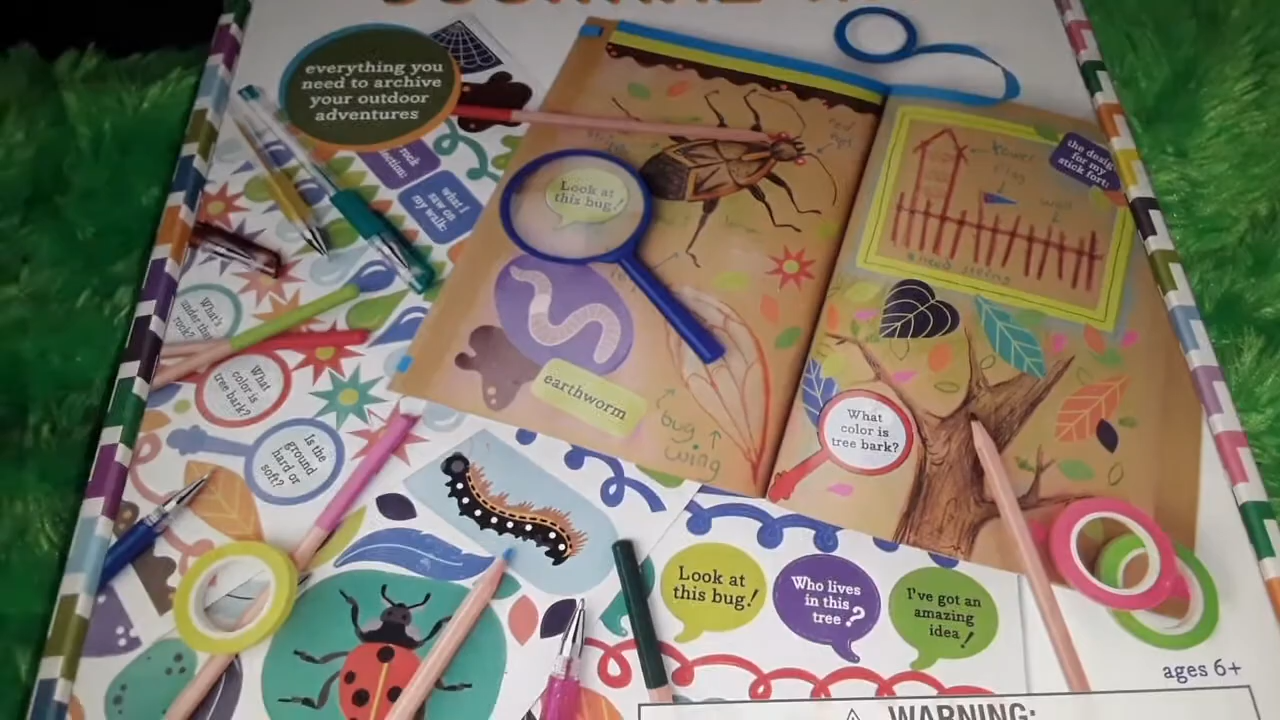 everything you
need to archive
your outdoor
adventures
what I
saw on
my walk:
Look at
this bug!
the design
for my
stick fort:
tower
wall
earthworm
bug
wing
What
color is
tree bark?
What's
under that
rock?
What
color is
tree bark?
Is the
ground
hard or
soft?
Look at
this bug!
Who lives
in this
tree?
I've got an
amazing
idea!
ages 6+
WARNING: